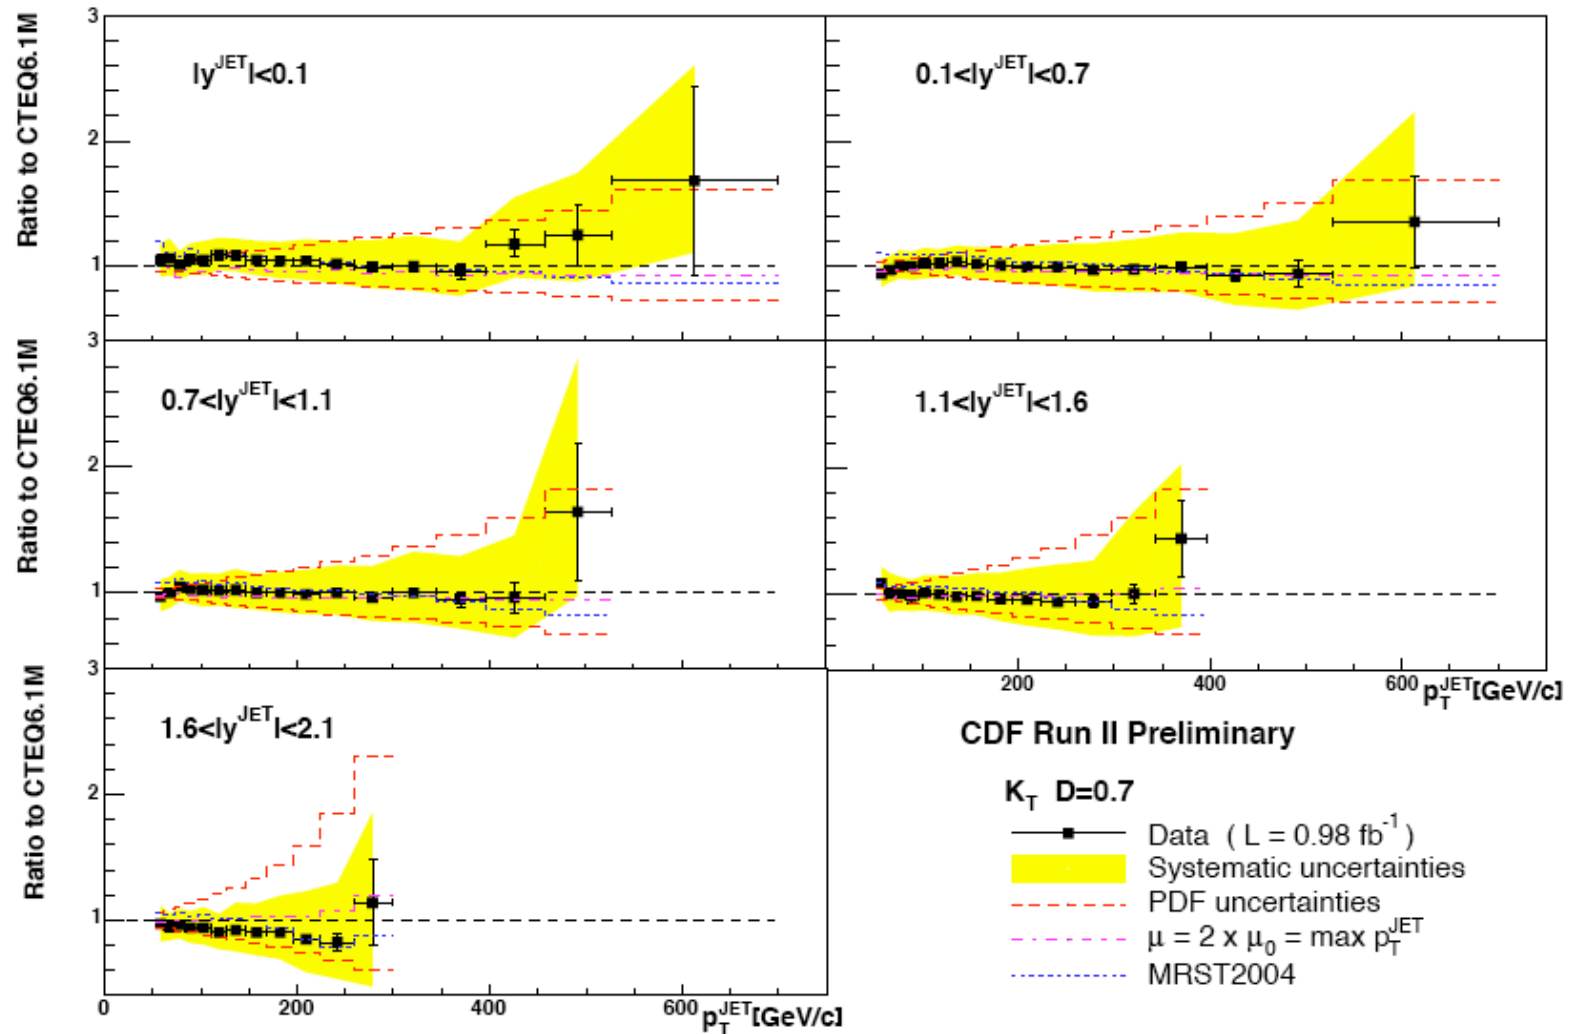 3
Ratio to CTEQ6.1M
|y^JET|<0.1
0.1<|y^JET|<0.7
2
1
3
Ratio to CTEQ6.1M
0.7<|y^JET|<1.1
1.1<|y^JET|<1.6
2
1
200 400 600 p_T^JET[GeV/c]
3
Ratio to CTEQ6.1M
1.6<|y^JET|<2.1
2
1
0 200 400 600 p_T^JET[GeV/c]
CDF Run II Preliminary
K_T D=0.7
Data ( L = 0.98 fb^-1)
Systematic uncertainties
PDF uncertainties
μ = 2 x μ_0 = max p_T^JET
MRST2004